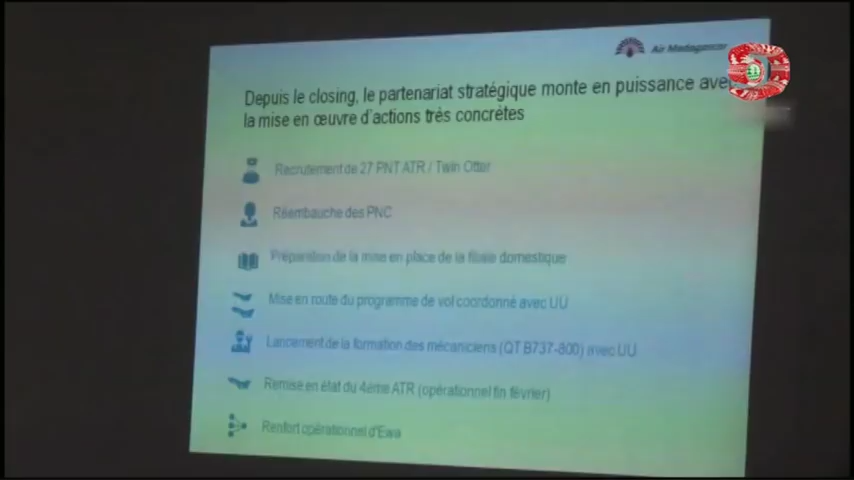 Air Madagascar
Depuis le closing, le partenariat stratégique monte en puissance avec
la mise en œuvre d'actions très concrètes
Recrutement de 27 PNT ATR / Twin Otter
Réembauche des PNC
Préparation de la mise en place de la filiale domestique
Mise en route du programme de vol coordonné avec UU
Lancement de la formation des mécaniciens (QT B737-800) avec UU
Remise en état du 4ème ATR (opérationnel fin février)
Renfort opérationnel d'Ewa